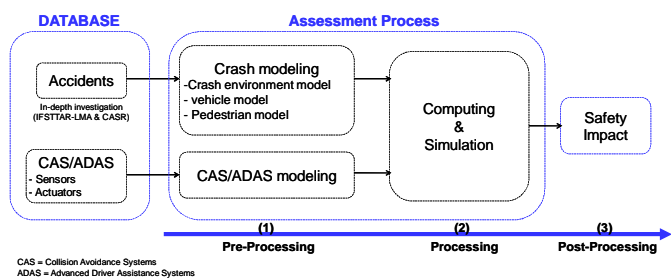 DATABASE
Assessment Process
Accidents
In-depth investigation
(IFSTTAR-LMA & CASR)
CAS/ADAS
- Sensors
- Actuators
Crash modeling
-Crash environment model
- vehicle model
- Pedestrian model
CAS/ADAS modeling
Computing
&
Simulation
Safety
Impact
(1)
(2)
(3)
Pre-Processing
Processing
Post-Processing
CAS = Collision Avoidance Systems
ADAS = Advanced Driver Assistance Systems